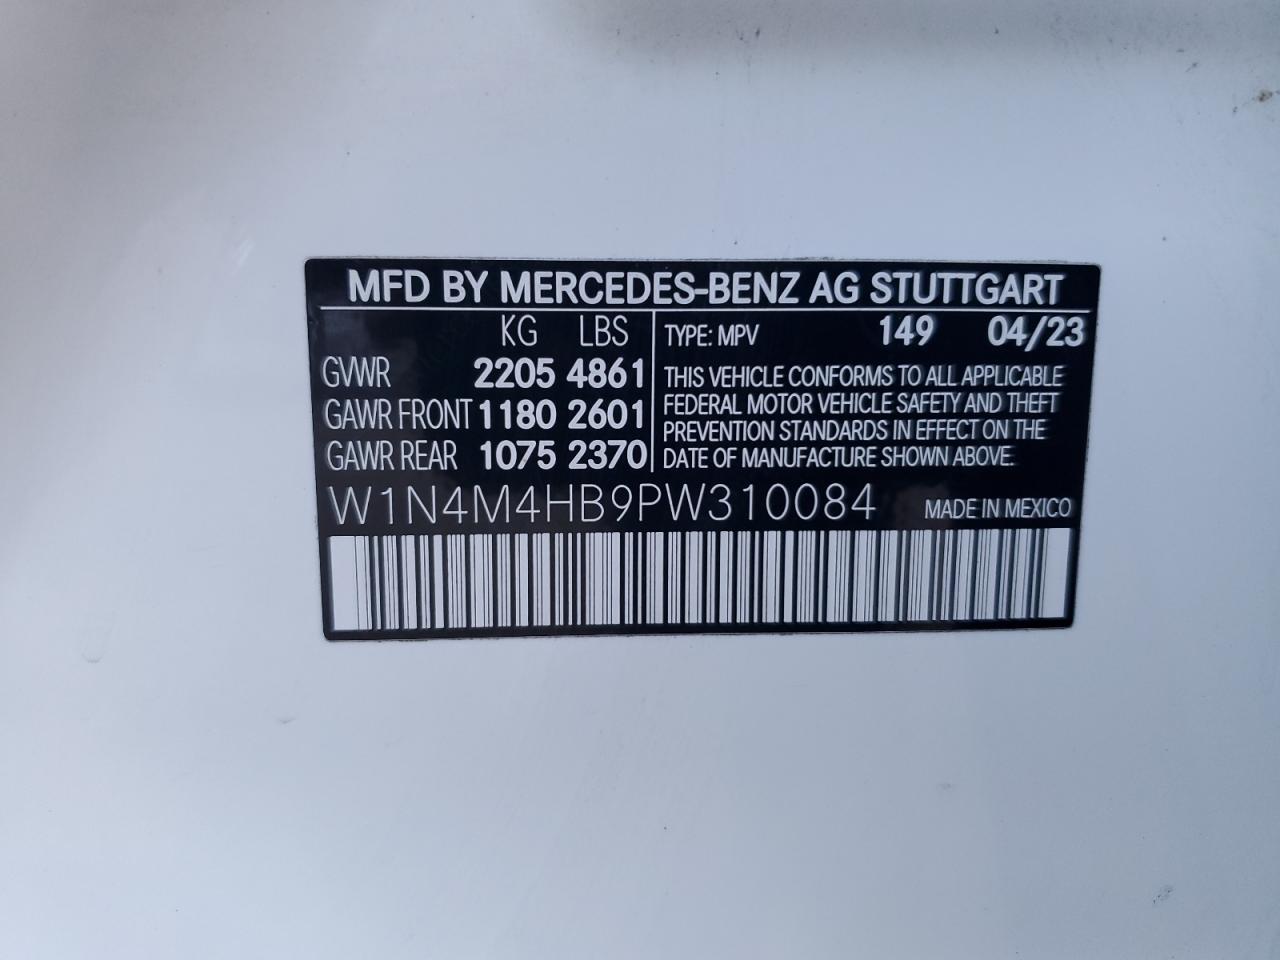 MFD BY MERCEDES-BENZ AG STUTTGART
KG LBS
GVWR 2205 4861
GAWR FRONT 1180 2601
GAWR REAR 1075 2370
TYPE: MPV 149 04/23
THIS VEHICLE CONFORMS TO ALL APPLICABLE
FEDERAL MOTOR VEHICLE SAFETY AND THEFT
PREVENTION STANDARDS IN EFFECT ON THE
DATE OF MANUFACTURE SHOWN ABOVE.
W1N4M4HB9PW310084 MADE IN MEXICO